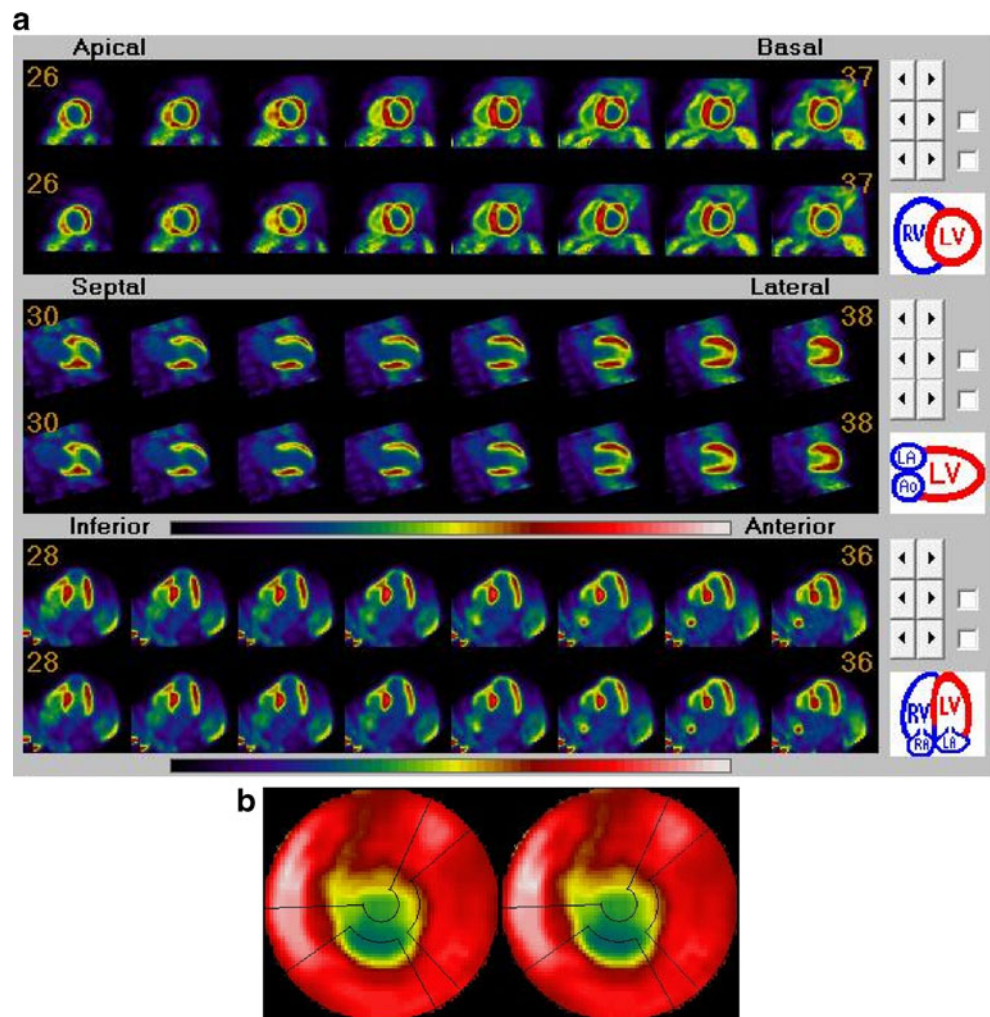 a
Apical Basal
26 37
26 37
RV LV
Septal Lateral
30 38
30 38
LA
Ao LV
Inferior Anterior
28 36
28 36
RV LV
RA LA
b